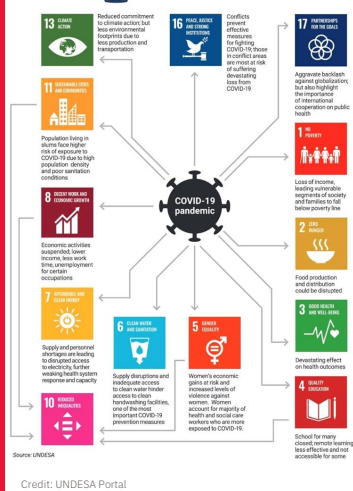 13 CLIMATE
ACTION
Reduced commitment
to climate action; but
less environmental
footprints due to
less production and
transportation
16 PEACE, JUSTICE
AND STRONG
INSTITUTIONS
Conflicts
prevent
effective
measures
for fighting
COVID-19; those
in conflict areas
are most at risk
of suffering
devastating
loss from
COVID-19
17 PARTNERSHIPS
FOR THE GOALS
Aggravate backlash
against globalization;
but also highlight
the importance
of international
cooperation on public
health
11 SUSTAINABLE CITIES
AND COMMUNITIES
Population living in
slums face higher
risk of exposure to
COVID-19 due to high
population density
and poor sanitation
conditions
1 NO
POVERTY
Loss of income,
leading vulnerable
segments of society
and families to fall
below poverty line
COVID-19
pandemic
8 DECENT WORK AND
ECONOMIC GROWTH
Economic activities
suspended; lower
income, less work
time, unemployment
for certain
occupations
2 ZERO
HUNGER
Food production
and distribution
could be disrupted
7 AFFORDABLE AND
CLEAN ENERGY
Supply and personnel
shortages are leading
to disrupted access
to electricity, further
weakening health system
response and capacity
6 CLEAN WATER
AND SANITATION
Supply disruptions and
inadequate access
to clean water hinder
access to clean
handwashing facilities,
one of the most
important COVID-19
prevention measures
5 GENDER
EQUALITY
Women's economic
gains at risk and
increased levels of
violence against
women. Women
account for majority of
health and social care
workers who are more
exposed to COVID-19.
3 GOOD HEALTH
AND WELL-BEING
Devastating effect
on health outcomes
4 QUALITY
EDUCATION
School for many
closed; remote learning
less effective and not
accessible for some
10 REDUCED
INEQUALITIES
Source: UNDESA
Credit: UNDESA Portal